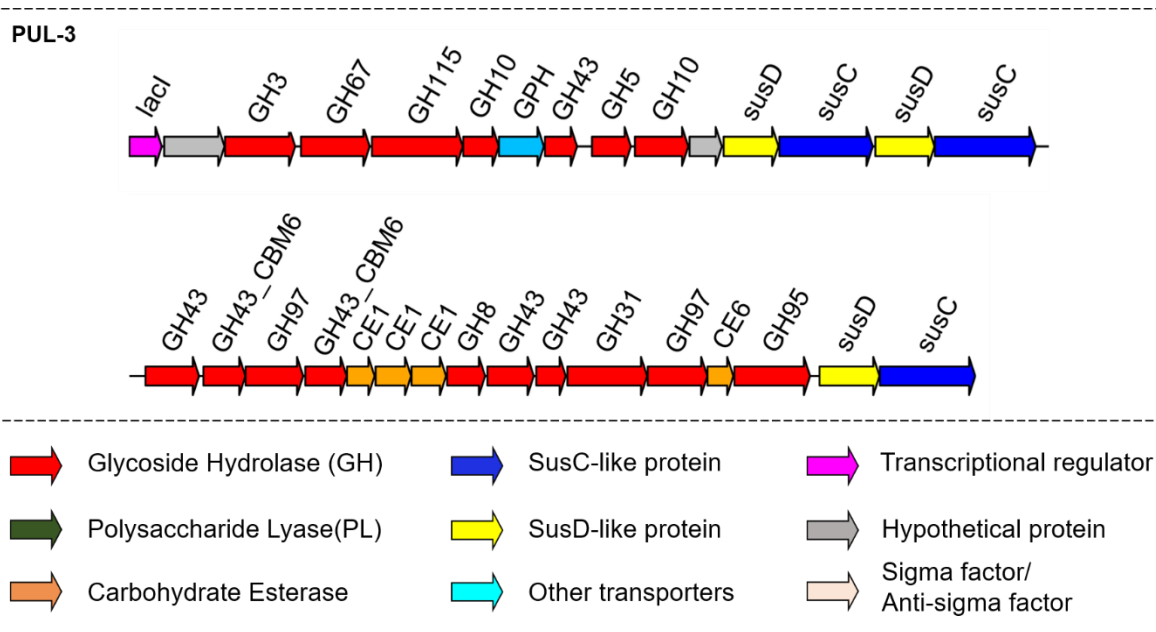 PUL-3
lacI GH3 GH67 GH115 GH10 GPH GH43 GH5 GH10 susD susC susD susC
GH43 GH43_CBM6 GH97 GH43_CBM6 CE1 CE1 CE1 GH8 GH43 GH43 GH31 GH97 CE6 GH95 susD susC
Glycoside Hydrolase (GH) SusC-like protein Transcriptional regulator
Polysaccharide Lyase(PL) SusD-like protein Hypothetical protein
Carbohydrate Esterase Other transporters Sigma factor/
Anti-sigma factor